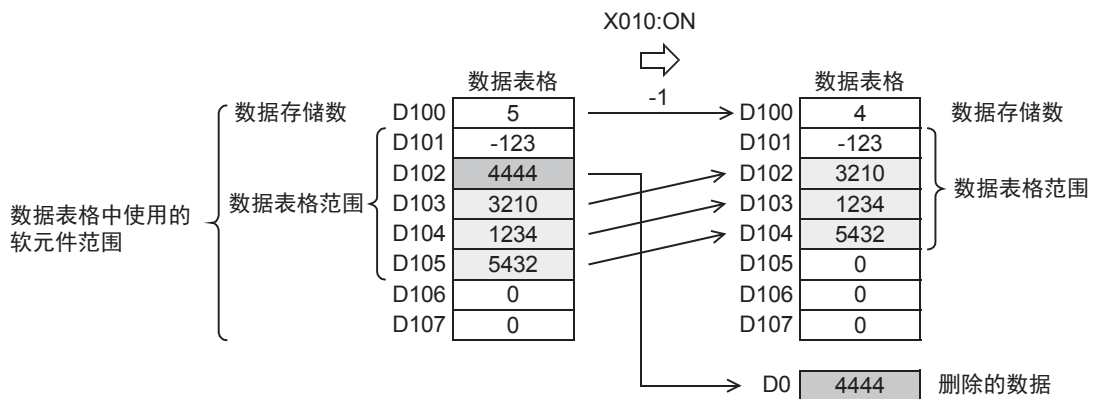 X010:ON
数据表格
数据表格
数据存储数
D100
5
-1
D100
4
数据存储数
D101
-123
D101
-123
D102
4444
D102
3210
数据表格范围
D103
3210
D103
1234
数据表格范围
数据表格中使用的
软元件范围
D104
1234
D104
5432
D105
5432
D105
0
D106
0
D106
0
D107
0
D107
0
D0
4444
删除的数据